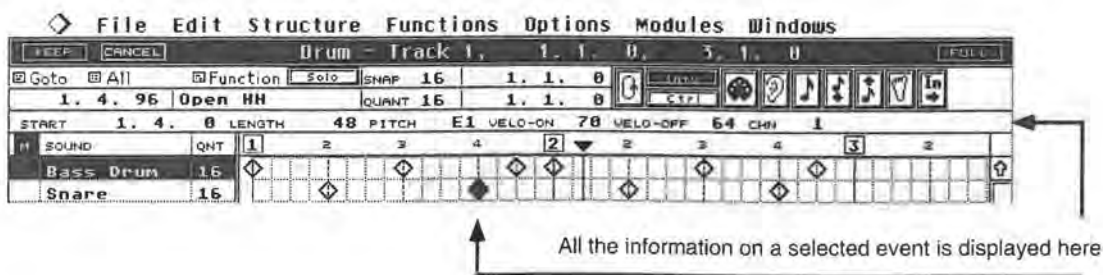 File Edit Structure Functions Options Modules Windows
KEEP CANCEL Drum - Track 1, 1. 1. 0, 3. 1. 0 FULL
Goto All Function Solo SNAP 16 1. 1. 0
1. 4. 96 Open HH QUANT 16 1. 1. 0 Ctrl In
START 1. 4. 0 LENGTH 48 PITCH E1 VELO-ON 70 VELO-OFF 64 CHN 1
M SOUND QNT 1 2 3 4 2 2 3 4 3 2
Bass Drum 16
Snare 16
All the information on a selected event is displayed here